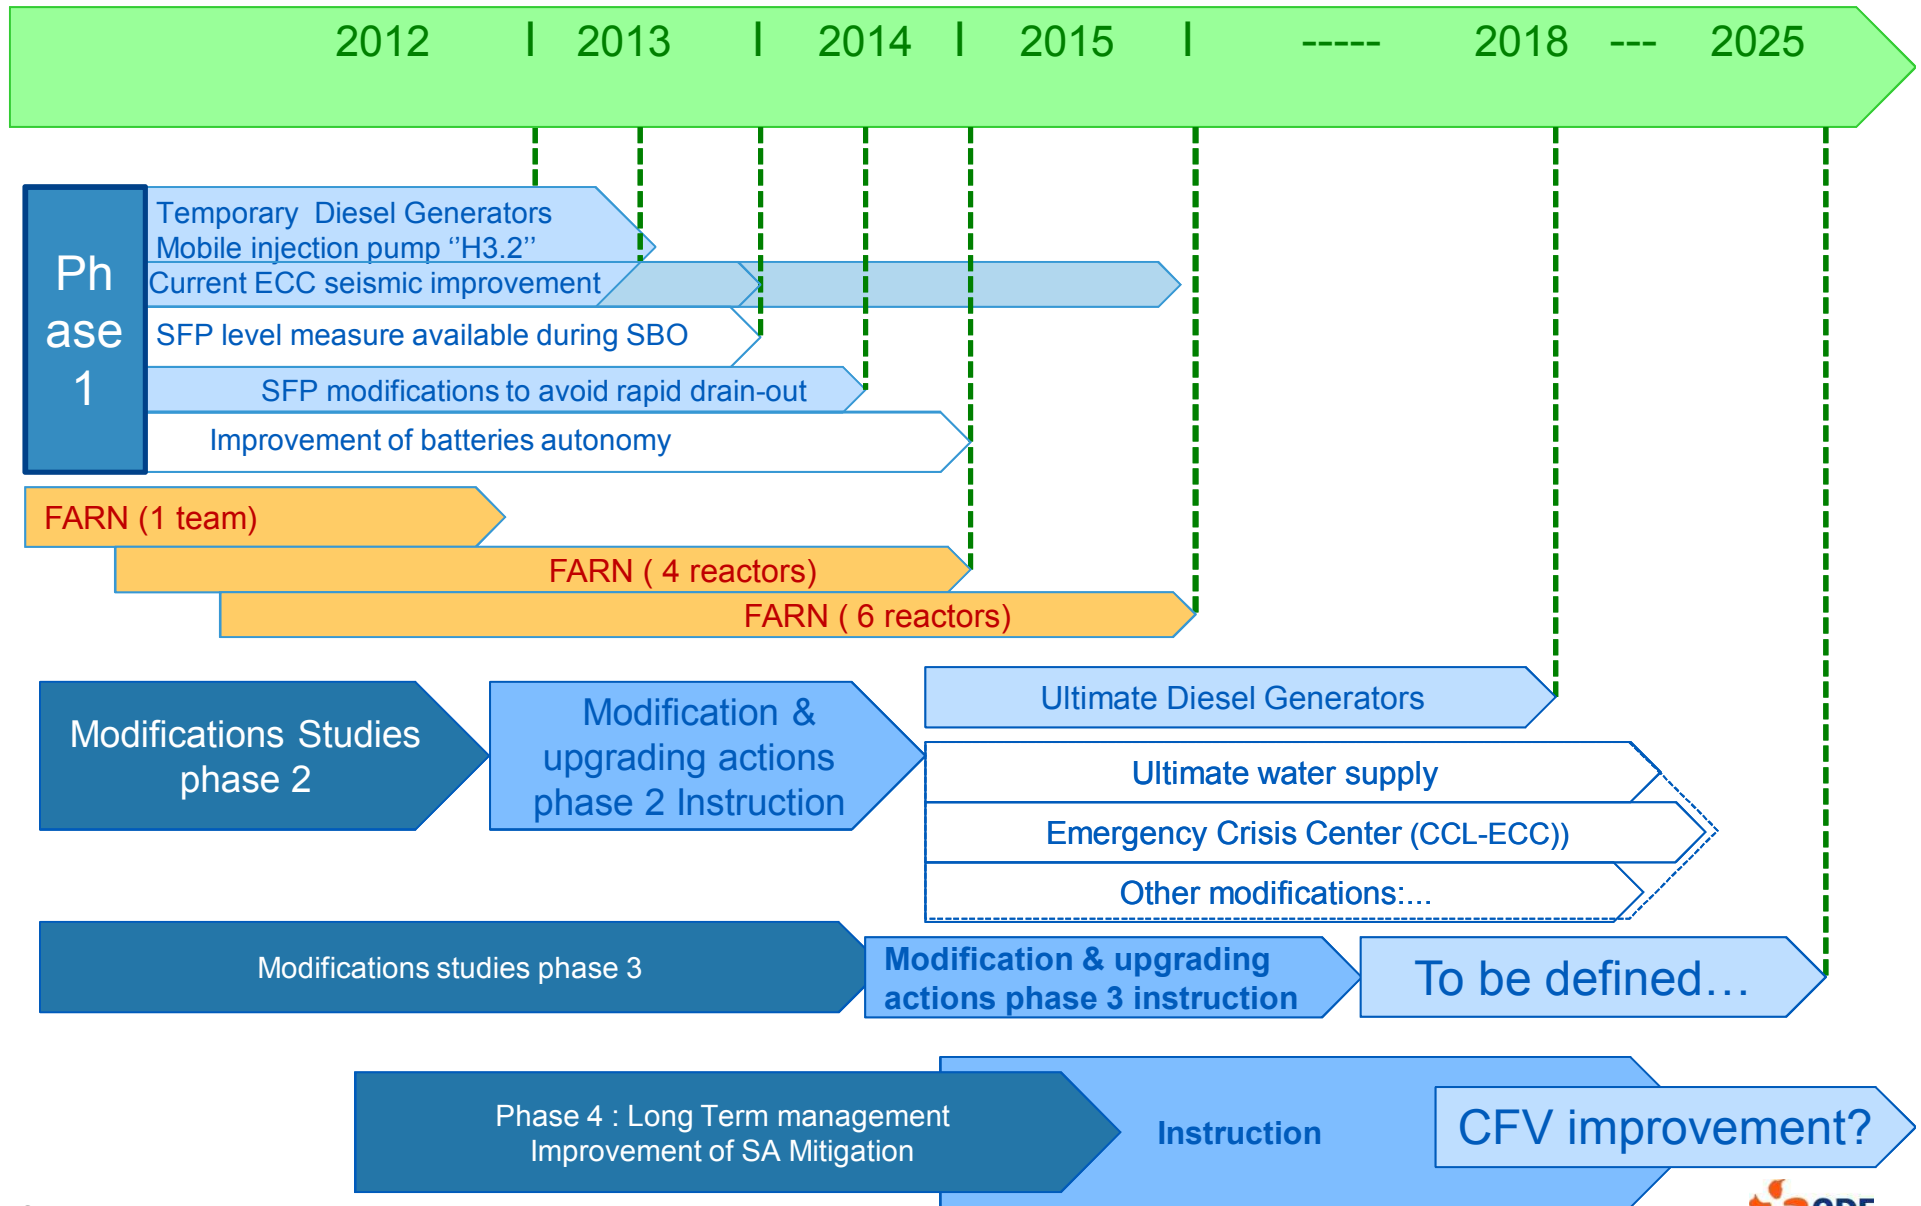 2012 | 2013 | 2014 | 2015 | ----- 2018 --- 2025
Ph
ase
1
Temporary Diesel Generators
Mobile injection pump ‘’H3.2’’
Current ECC seismic improvement
SFP level measure available during SBO
SFP modifications to avoid rapid drain-out
Improvement of batteries autonomy
FARN (1 team)
FARN ( 4 reactors)
FARN ( 6 reactors)
Modifications Studies
phase 2
Modification &
upgrading actions
phase 2 Instruction
Ultimate Diesel Generators
Ultimate water supply
Emergency Crisis Center (CCL-ECC))
Other modifications:...
Modifications studies phase 3
Modification & upgrading
actions phase 3 instruction
To be defined…
Phase 4 : Long Term management
Improvement of SA Mitigation
Instruction
CFV improvement?